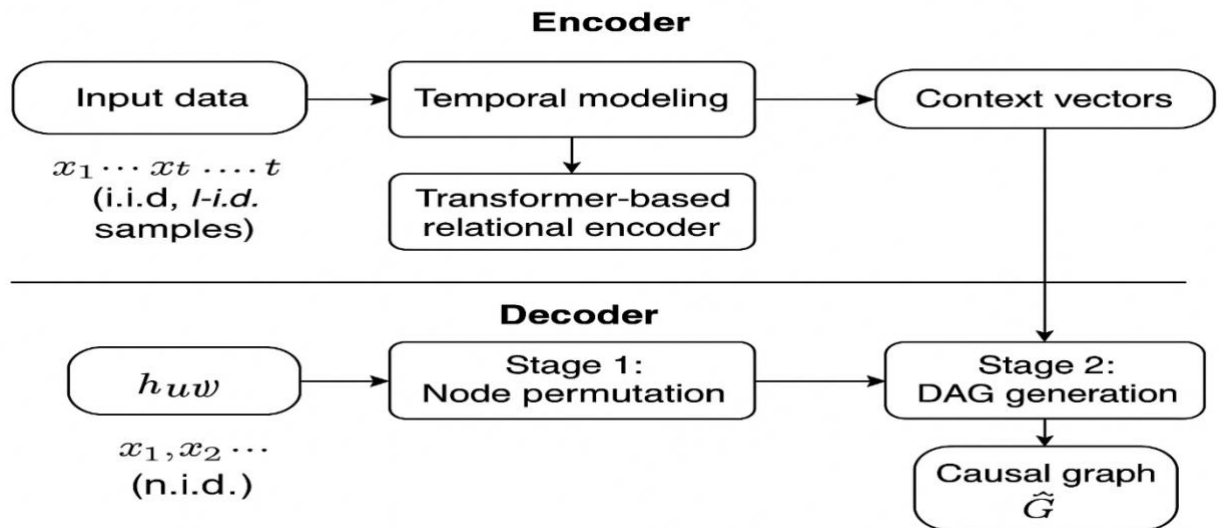 Encoder
Input data
Temporal modeling
Context vectors
x₁ ⋯ xt .... t
(i.i.d, l-i.d.
samples)
Transformer-based
relational encoder
Decoder
h u w
Stage 1:
Node permutation
Stage 2:
DAG generation
x₁, x₂ ⋯
(n.i.d.)
Causal graph
G̃